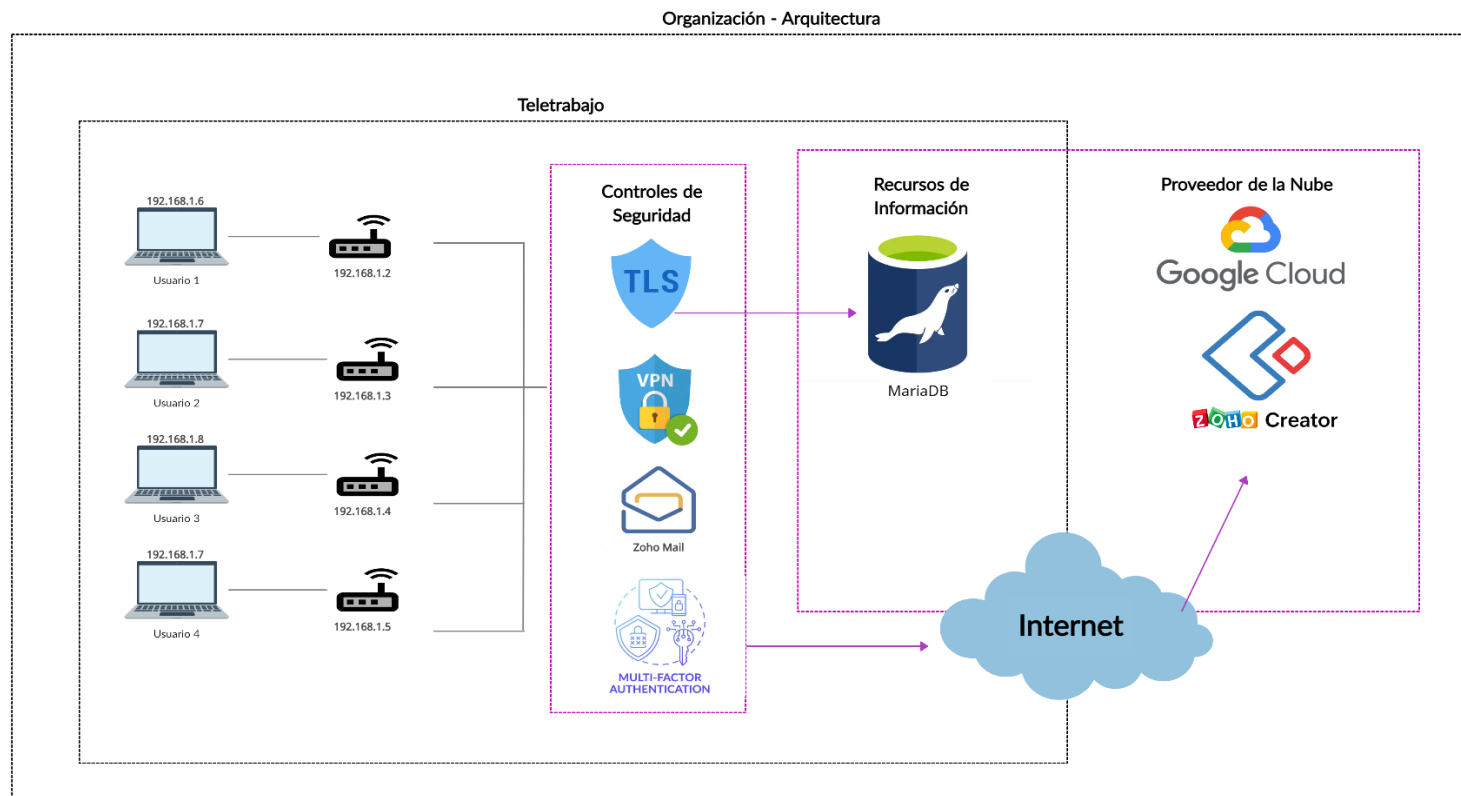 Organización - Arquitectura
Teletrabajo
192.168.1.6
Usuario 1
192.168.1.2
192.168.1.7
Usuario 2
192.168.1.3
192.168.1.8
Usuario 3
192.168.1.4
192.168.1.7
Usuario 4
192.168.1.5
Controles de
Seguridad
TLS
VPN
Zoho Mail
MULTI-FACTOR
AUTHENTICATION
Recursos de
Información
MariaDB
Proveedor de la Nube
Google Cloud
ZOHO Creator
Internet